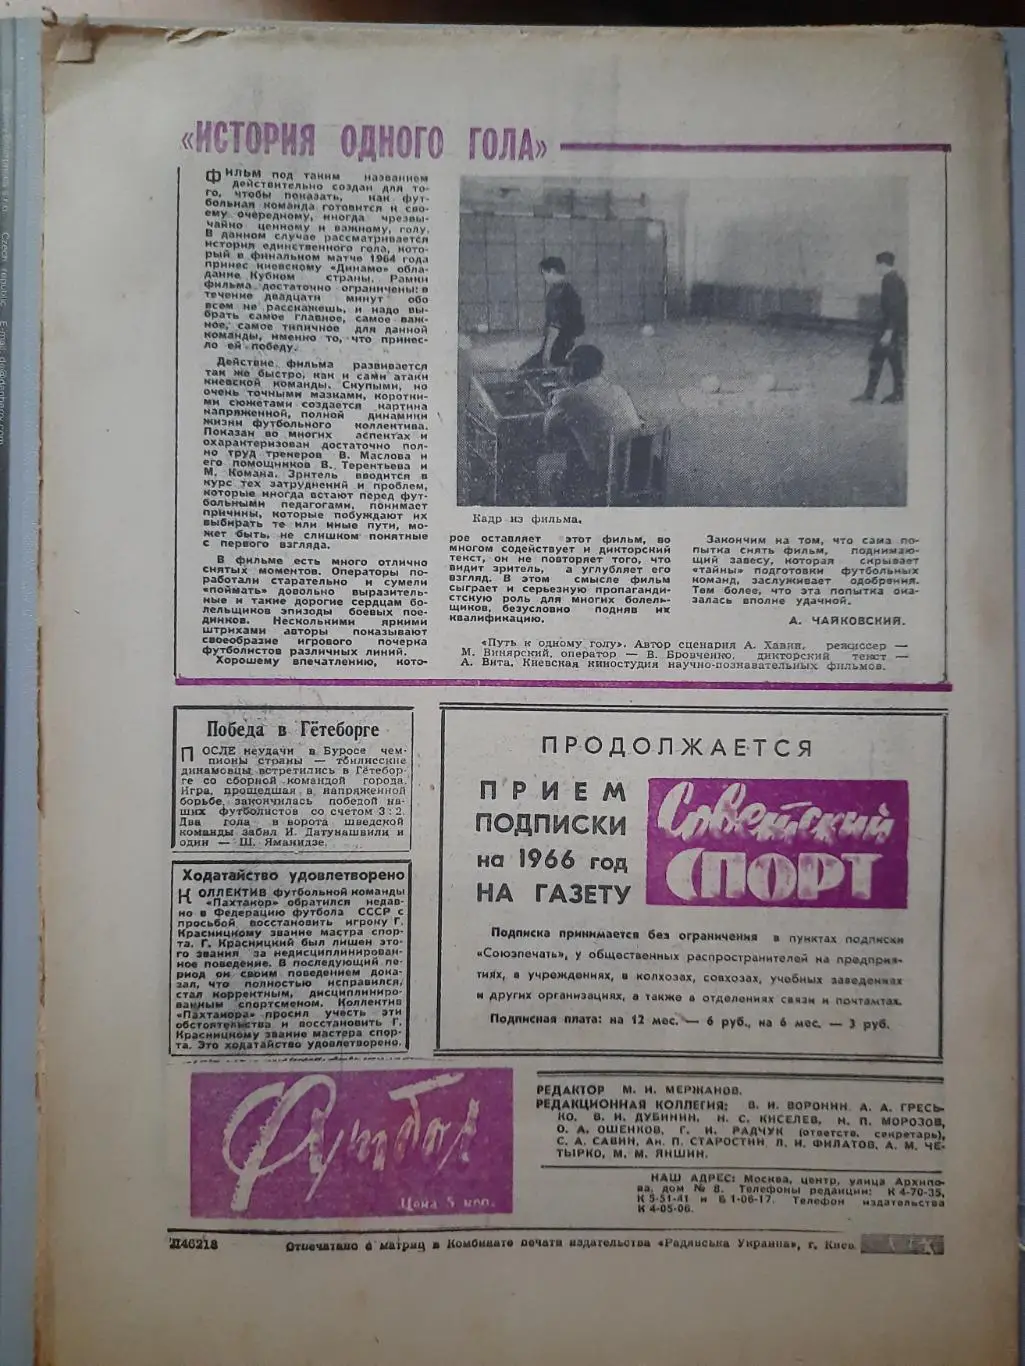 «ИСТОРИЯ ОДНОГО ГОЛА»
ФИЛЬМ под таким названием
действительно создан для то-
го, чтобы показать, как фут-
больная команда готовится к сво-
ему очередному, иногда чрезвы-
чайно ценному и важному, голу.
В данном случае рассматривается
история единственного гола, кото-
рый в финальном матче 1964 года
принес киевскому «Динамо» обла-
дание Кубком страны. Рамки
фильма достаточно ограничены: в
течение двадцати минут обо
всем не расскажешь, и надо вы-
брать самое главное, самое важ-
ное, самое типичное для данной
команды, именно то, что принес-
ло ей победу.
Действие фильма развивается
так же быстро, как и сами атаки
киевской команды. Скупыми, но
очень точными мазками, коротки-
ми сюжетами создается картина
напряженной, полной динамики
жизни футбольного коллектива.
Показан во многих аспектах и
охарактеризован достаточно пол-
но труд тренеров В. Маслова и
его помощников В. Терентьева и
М. Комана. Зритель вводится в
курс тех затруднений и проблем,
которые иногда встают перед фут-
больными педагогами, понимает
причины, которые побуждают их
выбирать те или иные пути, мо-
жет быть, не слишком понятные
с первого взгляда.
В фильме есть много отлично
снятых моментов. Операторы по-
работали старательно и сумели
«поймать» довольно выразитель-
ные и такие дорогие сердцам бо-
лельщиков эпизоды боевых пое-
динков. Несколькими яркими
штрихами авторы показывают
своеобразие игрового почерка
футболистов различных линий.
Хорошему впечатлению, кото-
Кадр из фильма.
рое оставляет этот фильм, во
многом содействует и дикторский
текст, он не повторяет того, что
видит зритель, а углубляет его
взгляд. В этом смысле фильм
сыграет и серьезную пропаганди-
стскую роль для многих болель-
щиков, безусловно подняв их
квалификацию.
Закончим на том, что сама по-
пытка снять фильм, поднимаю-
щий завесу, которая скрывает
«тайны» подготовки футбольных
команд, заслуживает одобрения.
Тем более, что эта попытка ока-
залась вполне удачной.
А. ЧАЙКОВСКИЙ.
«Путь к одному голу». Автор сценария А. Хавин, режиссер —
М. Винярский, оператор — В. Бровченко, дикторский текст —
А. Вита, Киевская киностудия научно-познавательных фильмов.
Победа в Гётеборге
ПОСЛЕ неудачи в Буросе чем-
пионы страны — тбилисские
динамовцы встретились в Гётебор-
ге со сборной командой города.
Игра, прошедшая в напряженной
борьбе, закончилась победой на-
ших футболистов со счетом 3:2.
Два гола в ворота шведской
команды забил И. Датунашвили и
один — Ш. Яманидзе.
Ходатайство удовлетворено
КОЛЛЕКТИВ футбольной команды
«Пахтакор» обратился недав-
но в Федерацию футбола СССР с
просьбой восстановить игроку Г.
Красницкому звание мастра спор-
та. Г. Красницкий был лишен это-
го звания за недисциплинирован-
ное поведение. В последующий пе-
риод он своим поведением дока-
зал, что полностью исправился,
стал корректным, дисциплиниро-
ванным спортсменом. Коллектив
«Пахтакора» просил учесть эти
обстоятельства и восстановить Г.
Красницкому звание мастера спор-
та. Это ходатайство удовлетворено.
ПРОДОЛЖАЕТСЯ
ПРИЕМ
ПОДПИСКИ
на 1966 год
НА ГАЗЕТУ
Советский
СПОРТ
Подписка принимается без ограничения в пунктах подписки
«Союзпечать», у общественных распространителей на предприя-
тиях, в учреждениях, в колхозах, совхозах, учебных заведениях
и других организациях, а также в отделениях связи и почтамтах.
Подписная плата: на 12 мес. — 6 руб., на 6 мес. — 3 руб.
Футбол
Цена 5 коп.
РЕДАКТОР М. И. МЕРЖАНОВ.
РЕДАКЦИОННАЯ КОЛЛЕГИЯ: В. И. ВОРОНИН, А. А. ГРЕСЬ-
КО, В. И. ДУБИНИН, Н. С. КИСЕЛЕВ, Н. П. МОРОЗОВ,
О. А. ОШЕНКОВ, Г. И. РАДЧУК (ответств. секретарь),
С. А. САВИН, Ан. П. СТАРОСТИН, Л. И. ФИЛАТОВ, А. М. ЧЕ-
ТЫРКО, М. М. ЯНШИН.
НАШ АДРЕС: Москва, центр, улица Архипо-
ва, дом № 8. Телефоны редакции: К 4-70-35,
К 5-51-41 и Б 1-06-17. Телефон издательства
К 4-05-06.
Л46218
Отпечатано с матриц в Комбинате печати издательства «Радянська Украина», г. Киев
Czech republic